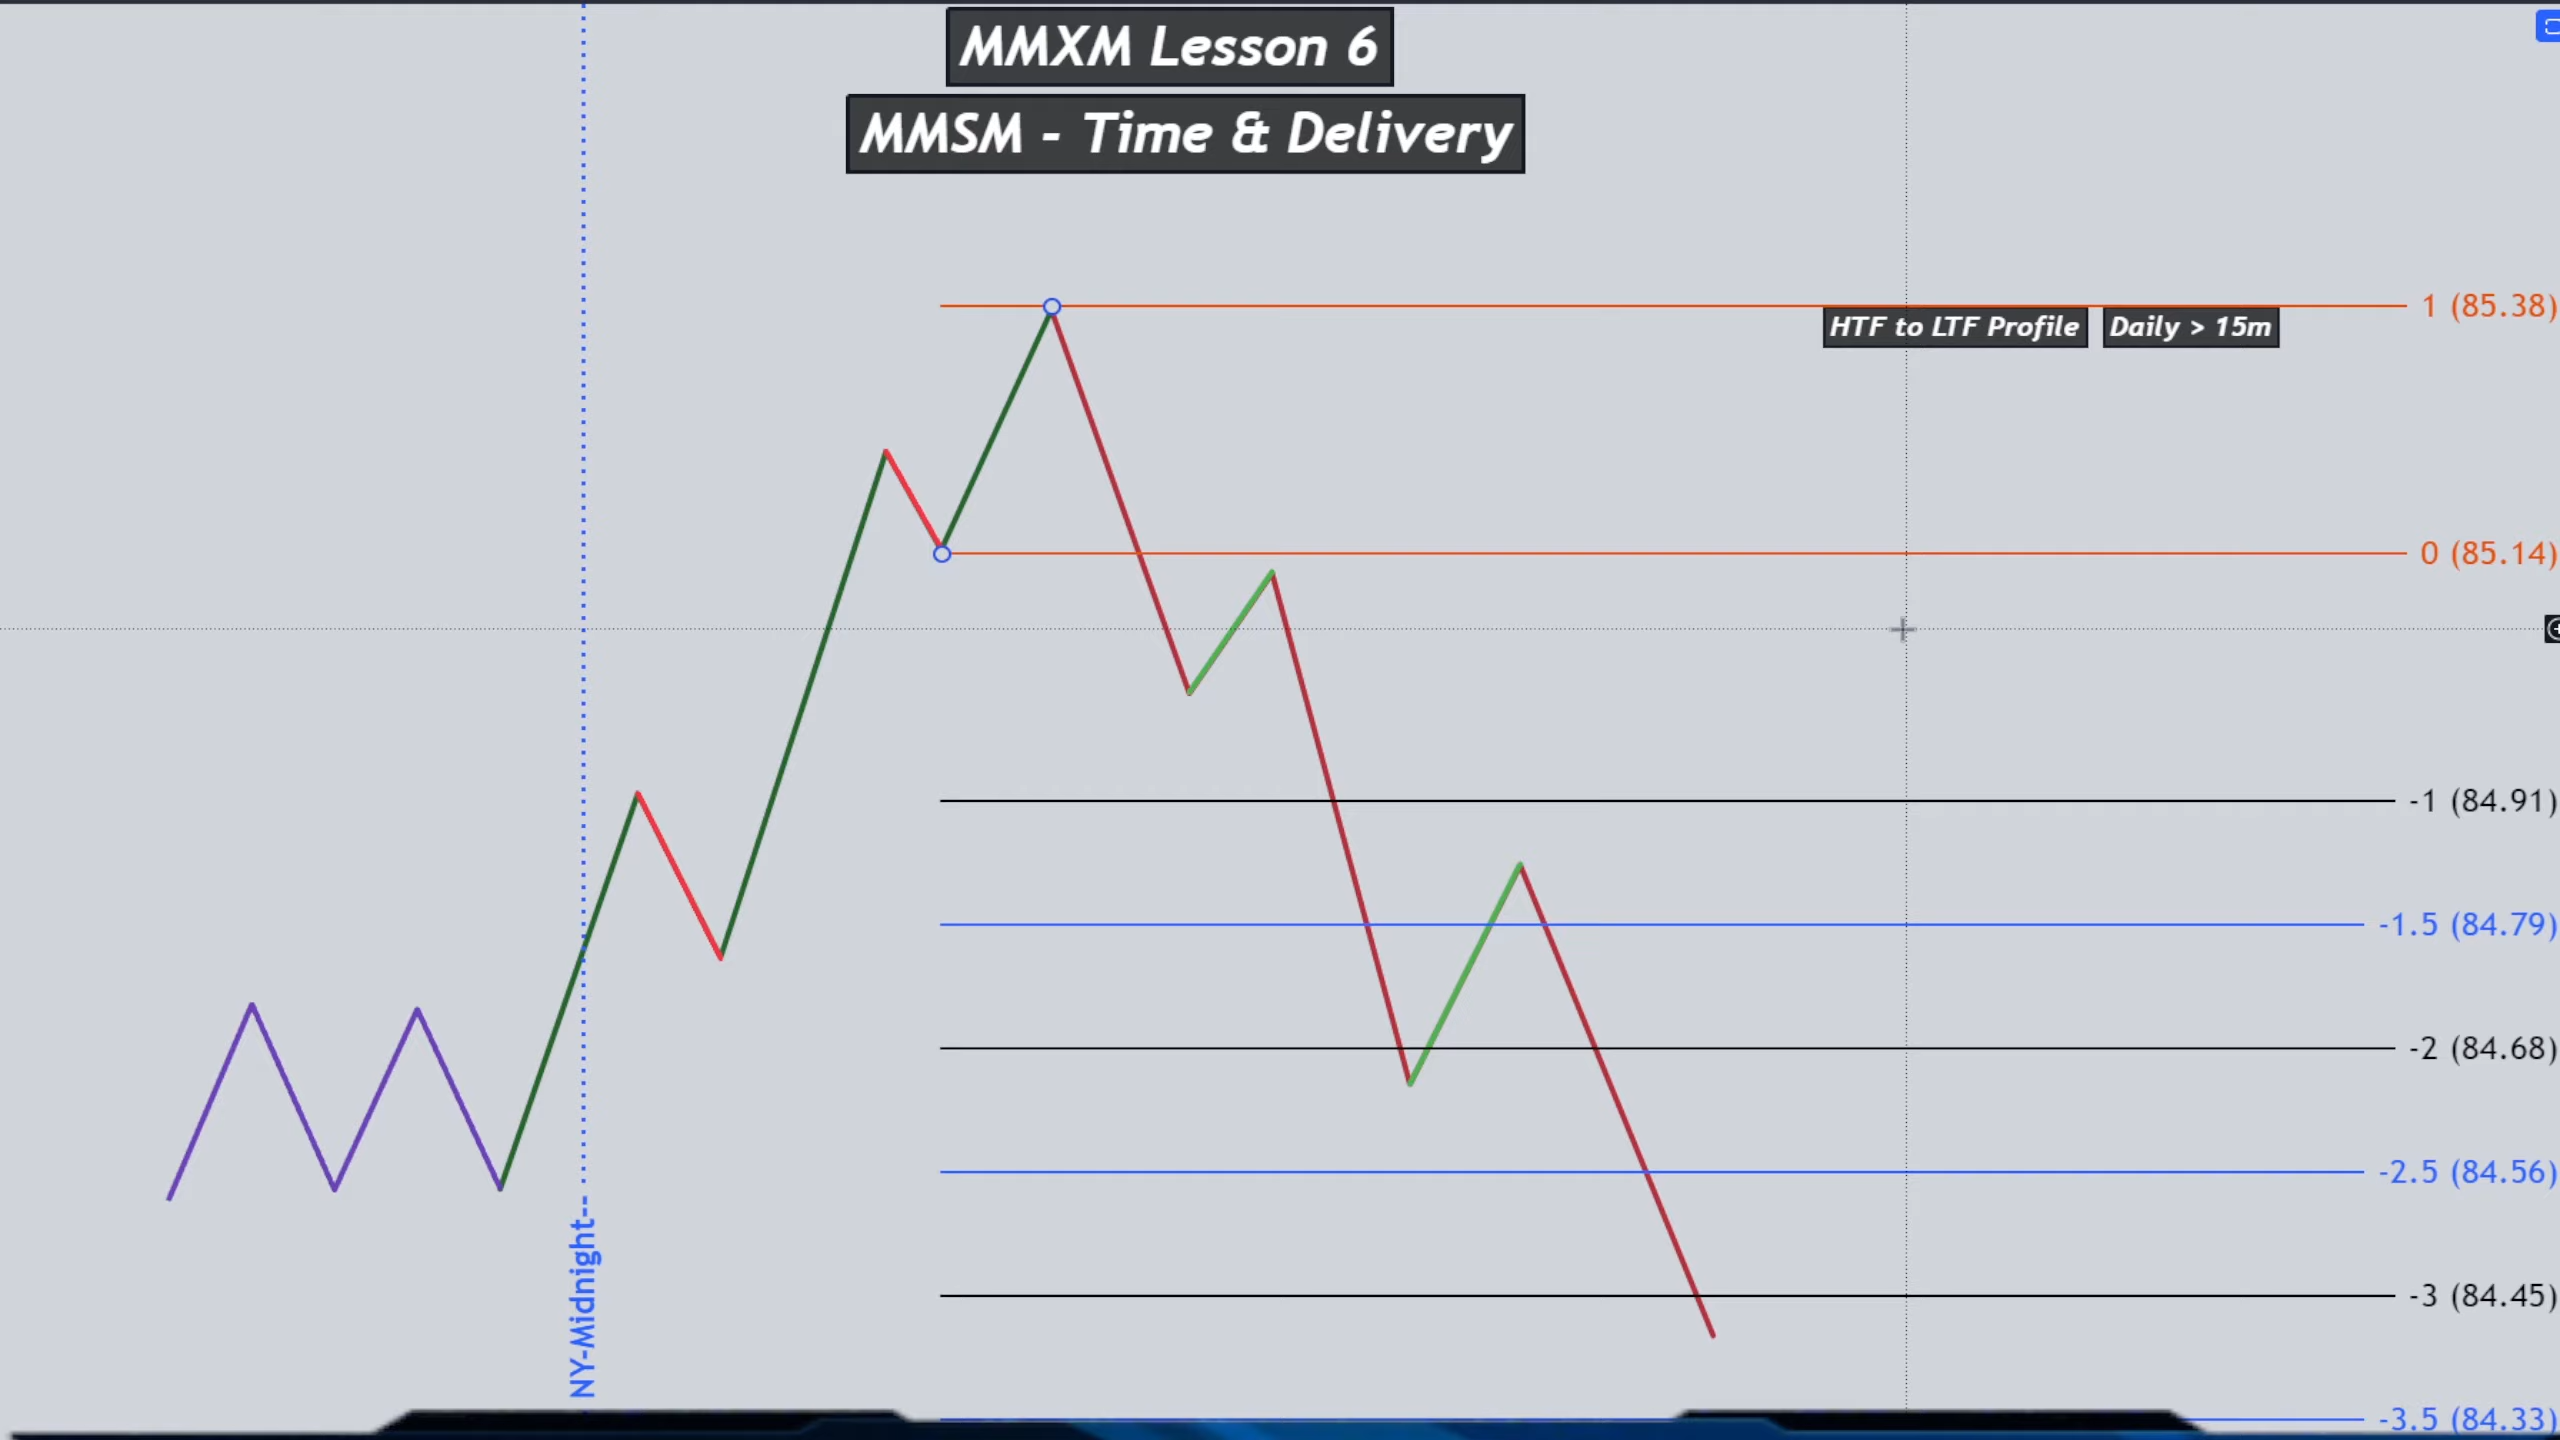 MMXM Lesson 6
MMSM - Time & Delivery
1 (85.38)
HTF to LTF Profile
Daily > 15m
0 (85.14)
-1 (84.91)
-1.5 (84.79)
-2 (84.68)
-2.5 (84.56)
NY-Midnight--
-3 (84.45)
-3.5 (84.33)